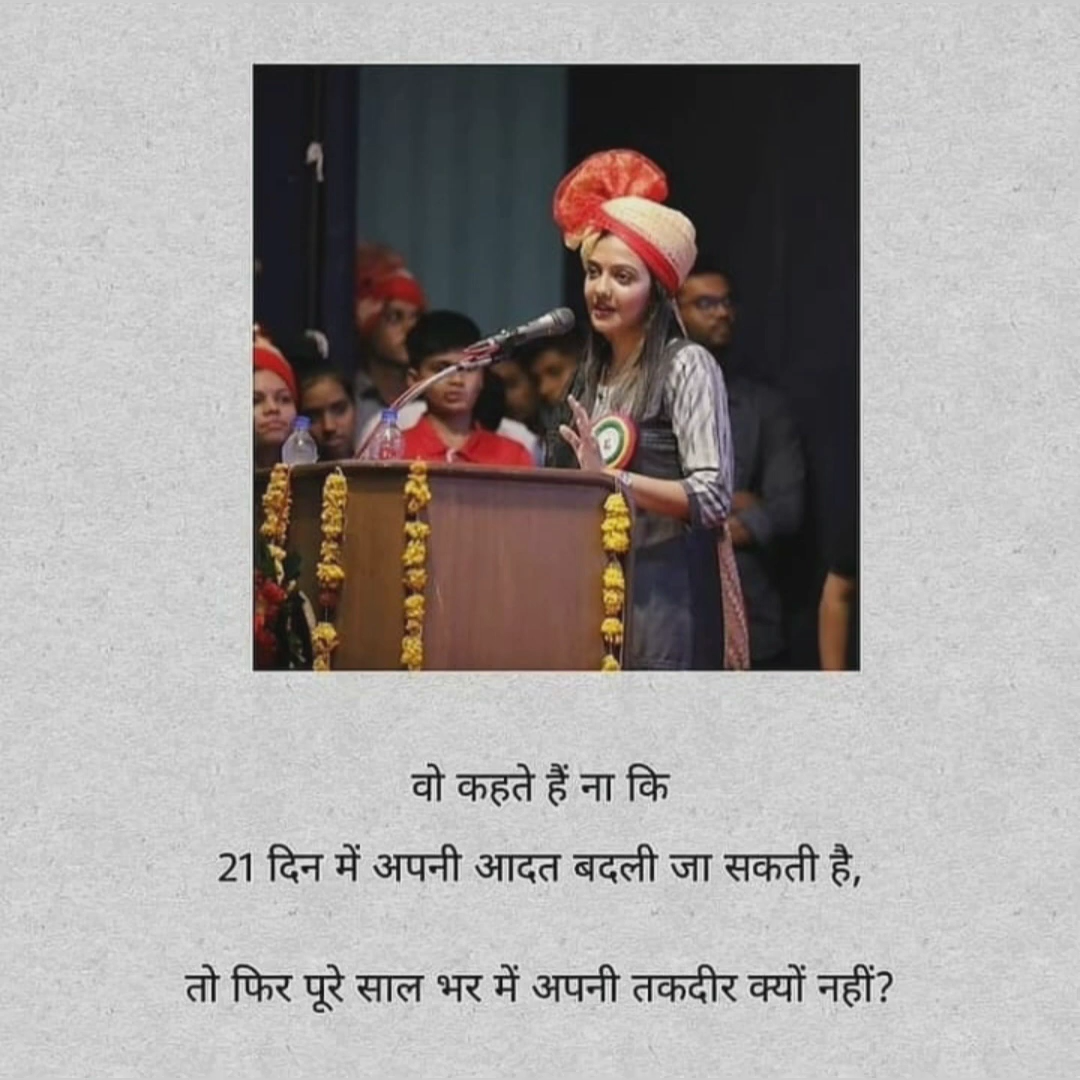 वो कहते हैं ना कि
21 दिन में अपनी आदत बदली जा सकती है,
तो फिर पूरे साल भर में अपनी तकदीर क्यों नहीं?